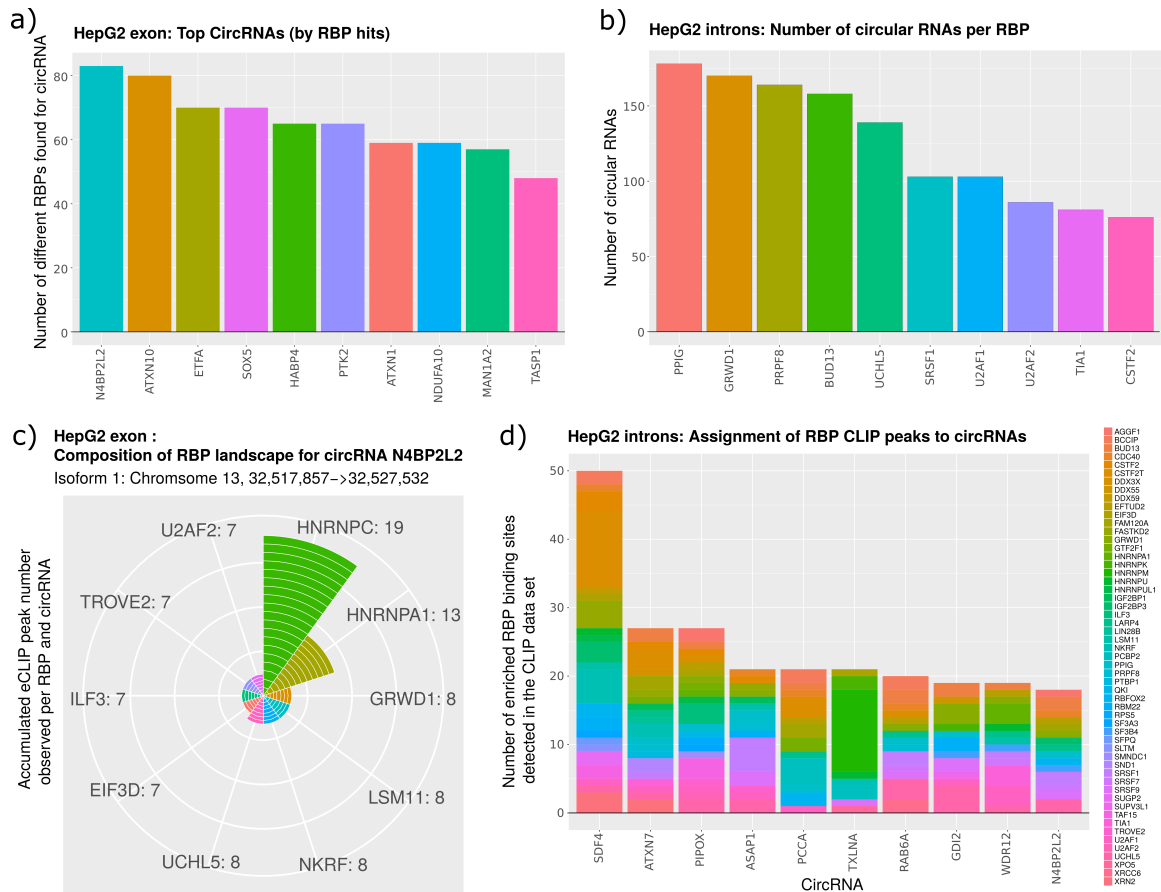 a)
HepG2 exon: Top CircRNAs (by RBP hits)
Number of different RBPs found for circRNA
80
60
40
20
0
N4BP2L2
ATXN10
ETFA
SOX5
HABP4
PTK2
ATXN1
NDUFA10
MAN1A2
TASP1
b)
HepG2 introns: Number of circular RNAs per RBP
Number of circular RNAs
150
100
50
0
PPIG
GRWD1
PRPF8
BUD13
UCHL5
SRSF1
U2AF1
U2AF2
TIA1
CSTF2
c)
HepG2 exon :
Composition of RBP landscape for circRNA N4BP2L2
Isoform 1: Chromsome 13, 32,517,857->32,527,532
Accumulated eCLIP peak number
observed per RBP and circRNA
HNRNPC: 19
HNRNPA1: 13
GRWD1: 8
LSM11: 8
NKRF: 8
UCHL5: 8
EIF3D: 7
ILF3: 7
TROVE2: 7
U2AF2: 7
d)
HepG2 introns: Assignment of RBP CLIP peaks to circRNAs
Number of enriched RBP binding sites
detected in the CLIP data set
50
40
30
20
10
0
SDF4
ATXN7
PIPOX
ASAP1
PCCA
TXLNA
RAB6A
GDI2
WDR12
N4BP2L2
CircRNA
AGGF1
BCCIP
BUD13
CDC40
CSTF2
CSTF2T
DDX3X
DDX55
DDX59
EFTUD2
EIF3D
FAM120A
FASTKD2
GRWD1
GTF2F1
HNRNPA1
HNRNPK
HNRNPM
HNRNPU
HNRNPUL1
IGF2BP1
IGF2BP3
ILF3
LARP4
LIN28B
LSM11
NKRF
PCBP2
PPIG
PRPF8
PTBP1
QKI
RBFOX2
RBM22
RPS5
SF3A3
SF3B4
SFPQ
SLTM
SMNDC1
SND1
SRSF1
SRSF7
SRSF9
SUGP2
SUPV3L1
TAF15
TIA1
TROVE2
U2AF1
U2AF2
UCHL5
XPO5
XRCC6
XRN2